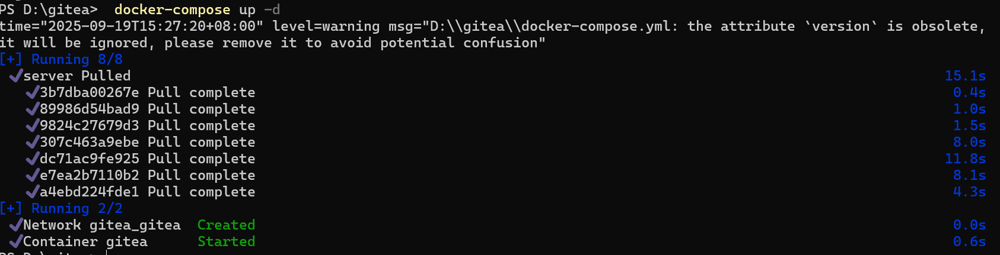 PS D:\gitea>  docker-compose up -d
time="2025-09-19T15:27:20+08:00" level=warning msg="D:\\gitea\\docker-compose.yml: the attribute `version` is obsolete,
it will be ignored, please remove it to avoid potential confusion"
[+] Running 8/8
✔server Pulled 15.1s
✔3b7dba00267e Pull complete 0.4s
✔89986d54bad9 Pull complete 1.0s
✔9824c27679d3 Pull complete 1.5s
✔307c463a9ebe Pull complete 8.0s
✔dc71ac9fe925 Pull complete 11.8s
✔e7ea2b7110b2 Pull complete 8.1s
✔a4ebd224fde1 Pull complete 4.3s
[+] Running 2/2
✔Network gitea_gitea  Created 0.0s
✔Container gitea      Started 0.6s
PS D:\gitea>